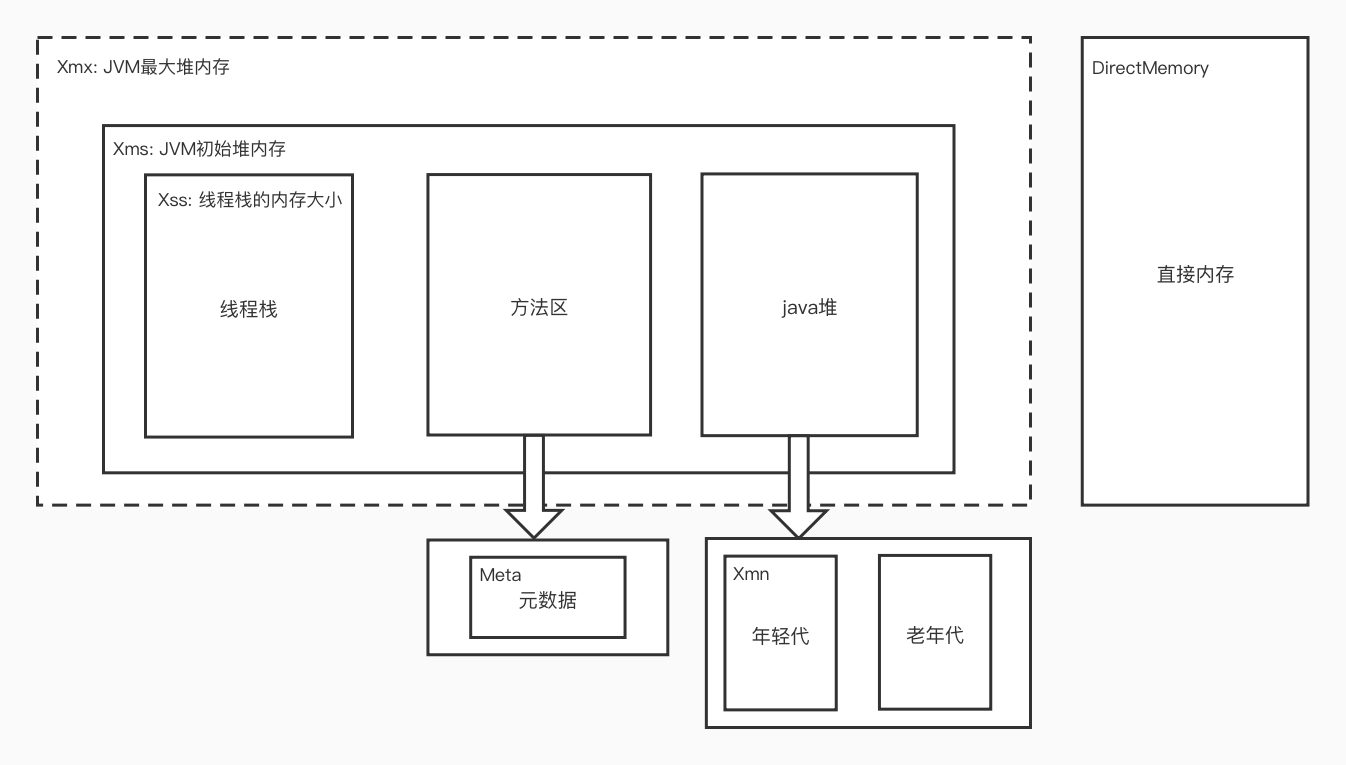 Xmx: JVM最大堆内存
DirectMemory
Xms: JVM初始堆内存
Xss: 线程栈的内存大小
直接内存
线程栈
方法区
java堆
Meta
元数据
Xmn
年轻代
老年代